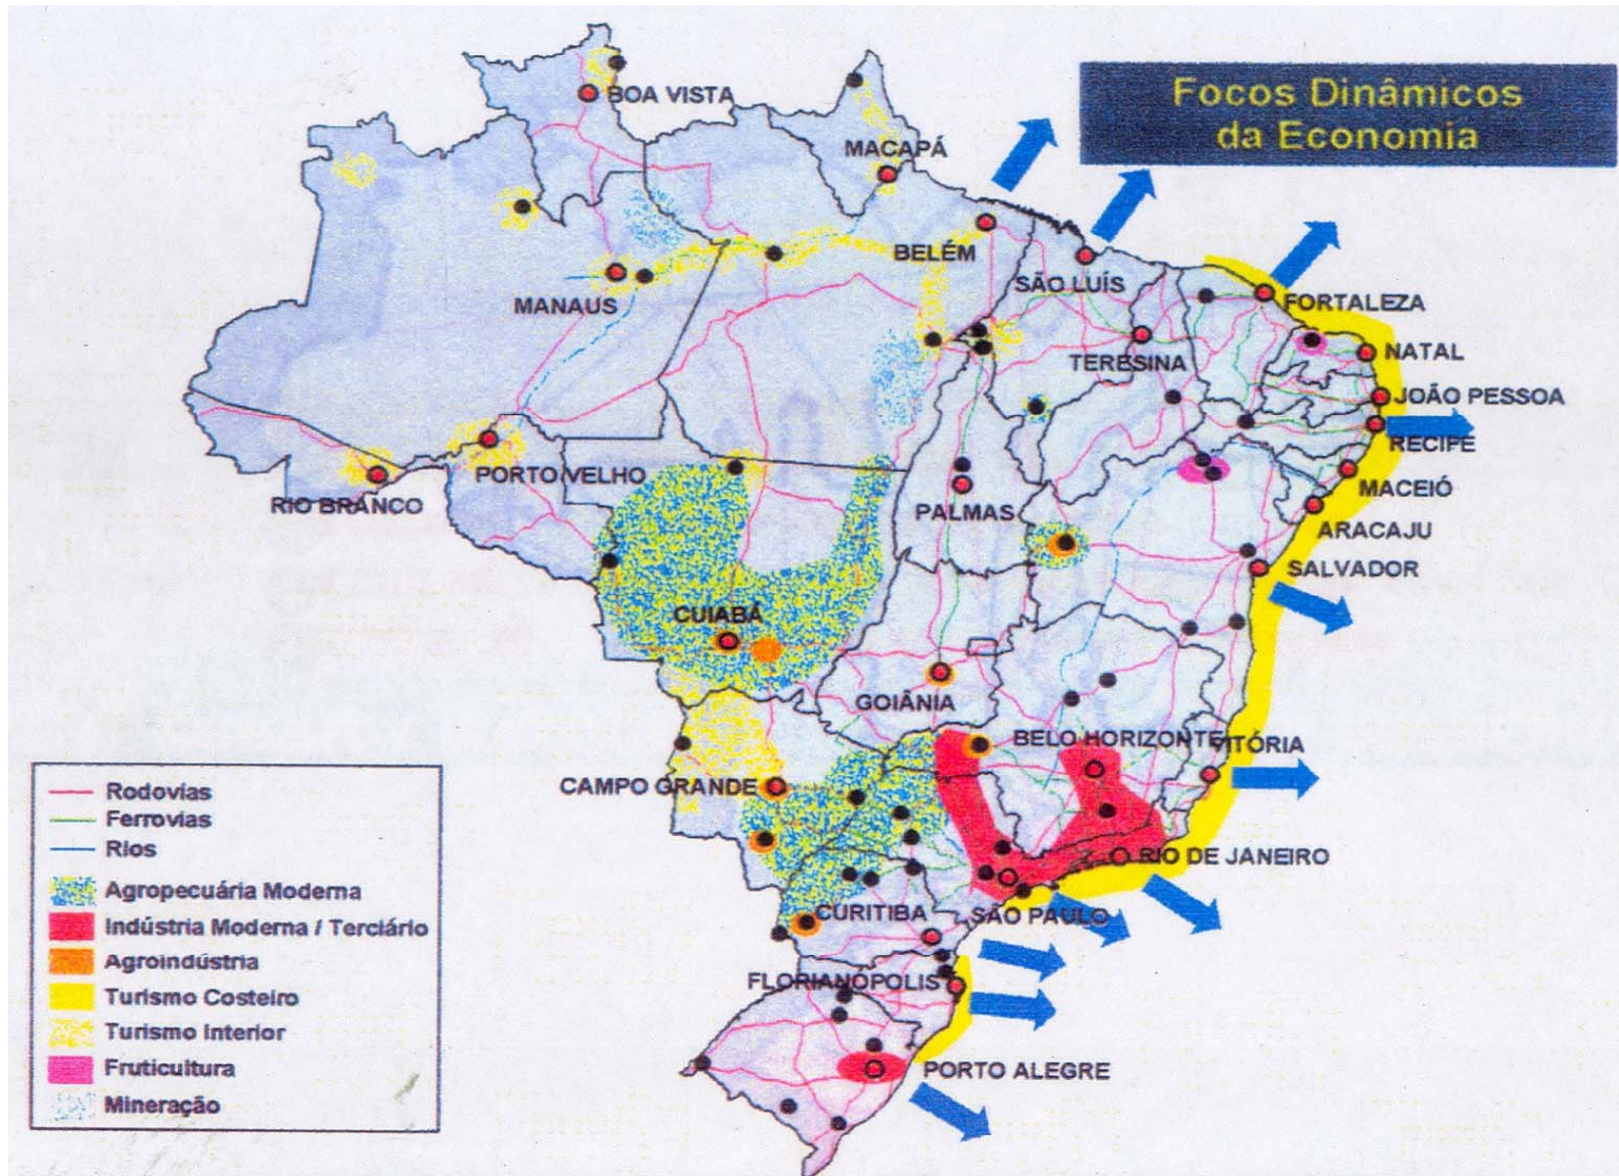 Focos Dinâmicos
da Economia
BOA VISTA
MACAPÁ
BELÉM
SÃO LUÍS
MANAUS
FORTALEZA
TERESINA
NATAL
JOÃO PESSOA
RECIFE
PORTO VELHO
RIO BRANCO
MACEIÓ
PALMAS
ARACAJU
SALVADOR
CUIABÁ
GOIÂNIA
BELO HORIZONTE
VITÓRIA
CAMPO GRANDE
RIO DE JANEIRO
CURITIBA
SÃO PAULO
FLORIANÓPOLIS
PORTO ALEGRE
Rodovias
Ferrovias
Rios
Agropecuária Moderna
Indústria Moderna / Terciário
Agroindústria
Turismo Costeiro
Turismo Interior
Fruticultura
Mineração